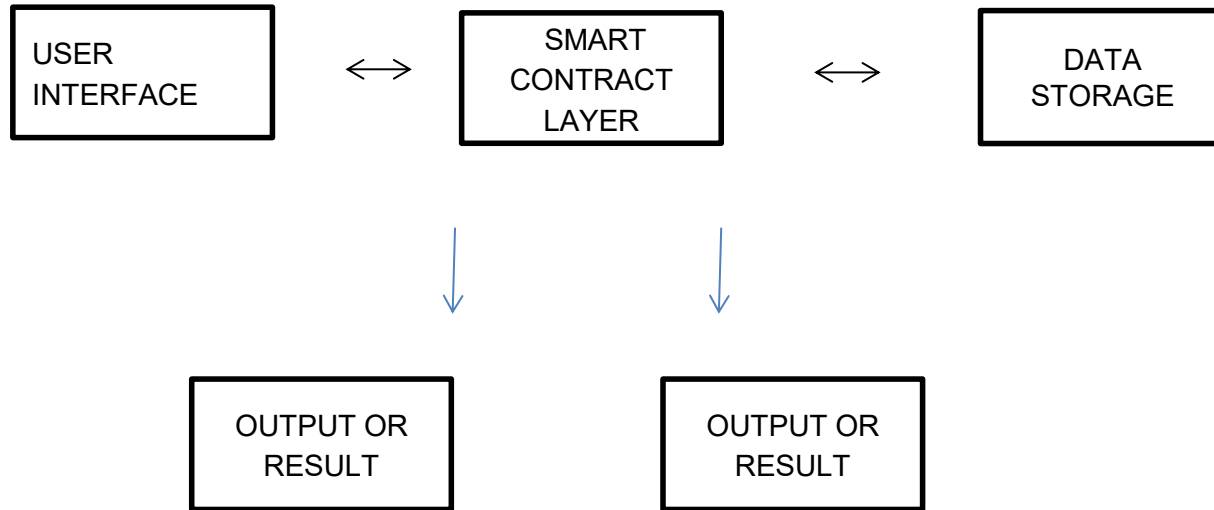 USER
INTERFACE
SMART
CONTRACT
LAYER
DATA
STORAGE
OUTPUT OR
RESULT
OUTPUT OR
RESULT